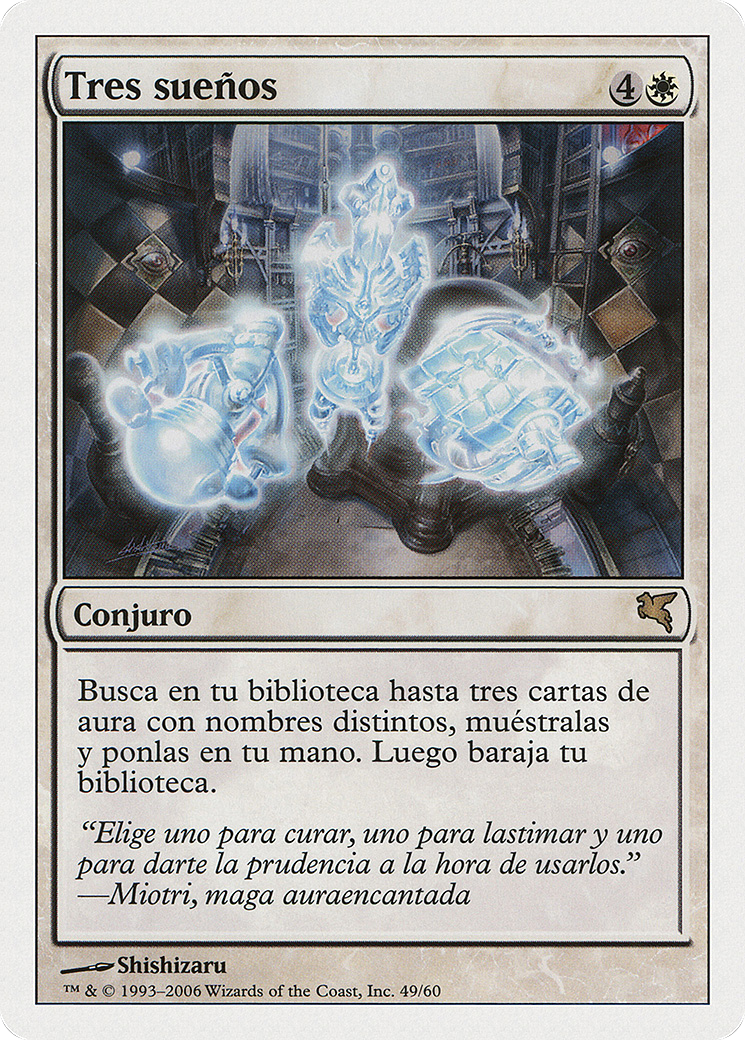 Tres sueños
4
Conjuro
Busca en tu biblioteca hasta tres cartas de
aura con nombres distintos, muéstralas
y ponlas en tu mano. Luego baraja tu
biblioteca.
“Elige uno para curar, uno para lastimar y uno
para darte la prudencia a la hora de usarlos.”
—Miotri, maga auraencantada
Shishizaru
™ & © 1993–2006 Wizards of the Coast, Inc. 49/60